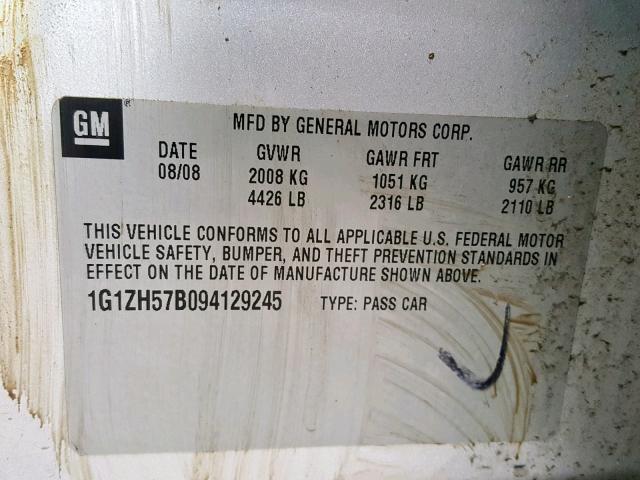 GM®
MFD BY GENERAL MOTORS CORP.
DATE GVWR GAWR FRT GAWR RR
08/08 2008 KG 1051 KG 957 KG
4426 LB 2316 LB 2110 LB
THIS VEHICLE CONFORMS TO ALL APPLICABLE U.S. FEDERAL MOTOR
VEHICLE SAFETY, BUMPER, AND THEFT PREVENTION STANDARDS IN
EFFECT ON THE DATE OF MANUFACTURE SHOWN ABOVE.
1G1ZH57B094129245 TYPE: PASS CAR